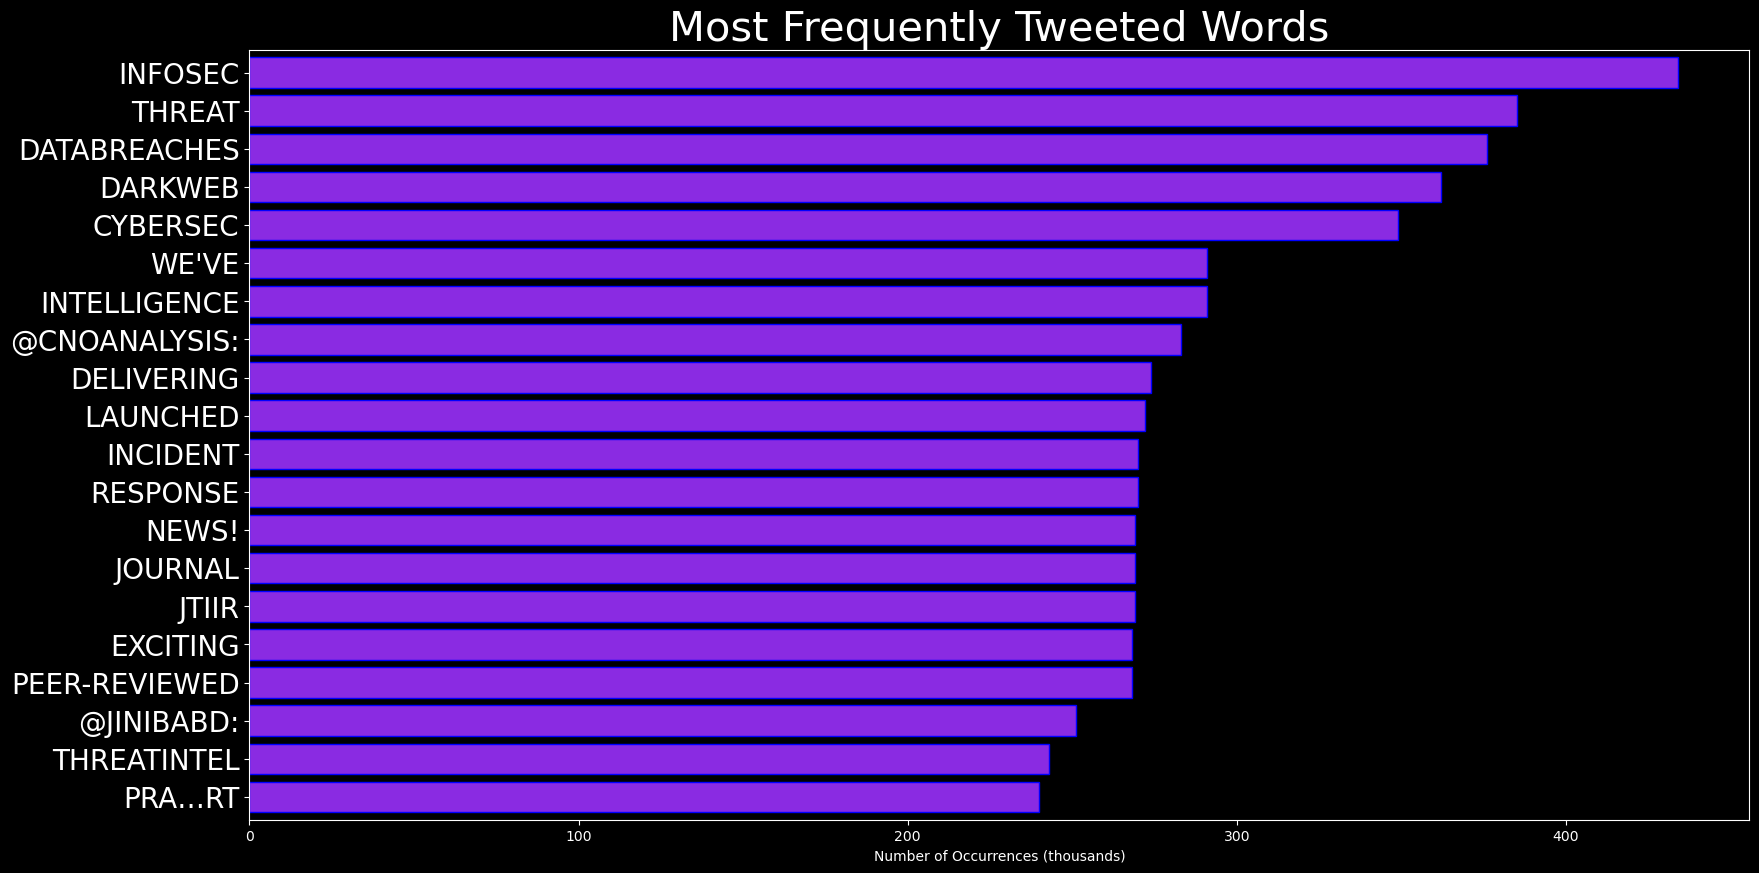 Most Frequently Tweeted Words
INFOSEC
THREAT
DATABREACHES
DARKWEB
CYBERSEC
WE'VE
INTELLIGENCE
@CNOANALYSIS:
DELIVERING
LAUNCHED
INCIDENT
RESPONSE
NEWS!
JOURNAL
JTIIR
EXCITING
PEER-REVIEWED
@JINIBABD:
THREATINTEL
PRA…RT
0 100 200 300 400
Number of Occurrences (thousands)